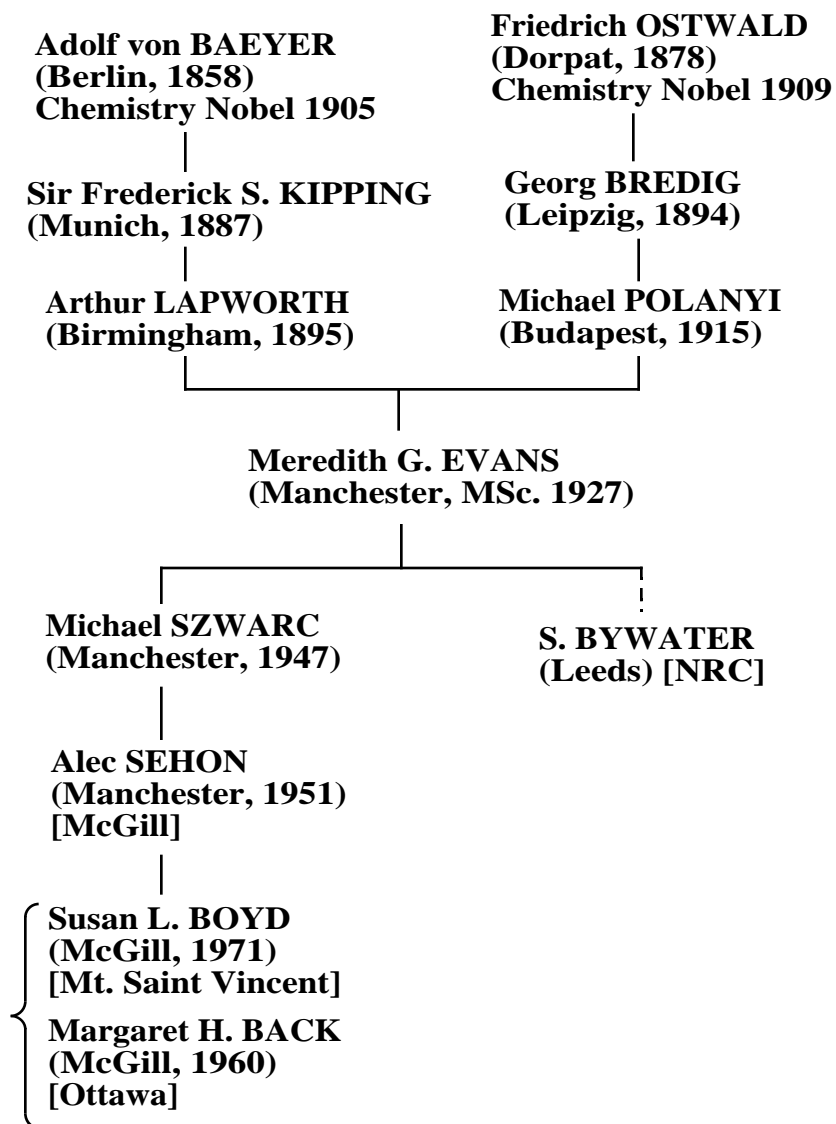 Adolf von BAEYER
(Berlin, 1858)
Chemistry Nobel 1905
Friedrich OSTWALD
(Dorpat, 1878)
Chemistry Nobel 1909
Sir Frederick S. KIPPING
(Munich, 1887)
Georg BREDIG
(Leipzig, 1894)
Arthur LAPWORTH
(Birmingham, 1895)
Michael POLANYI
(Budapest, 1915)
Meredith G. EVANS
(Manchester, MSc. 1927)
Michael SZWARC
(Manchester, 1947)
S. BYWATER
(Leeds) [NRC]
Alec SEHON
(Manchester, 1951)
[McGill]
Susan L. BOYD
(McGill, 1971)
[Mt. Saint Vincent]
Margaret H. BACK
(McGill, 1960)
[Ottawa]